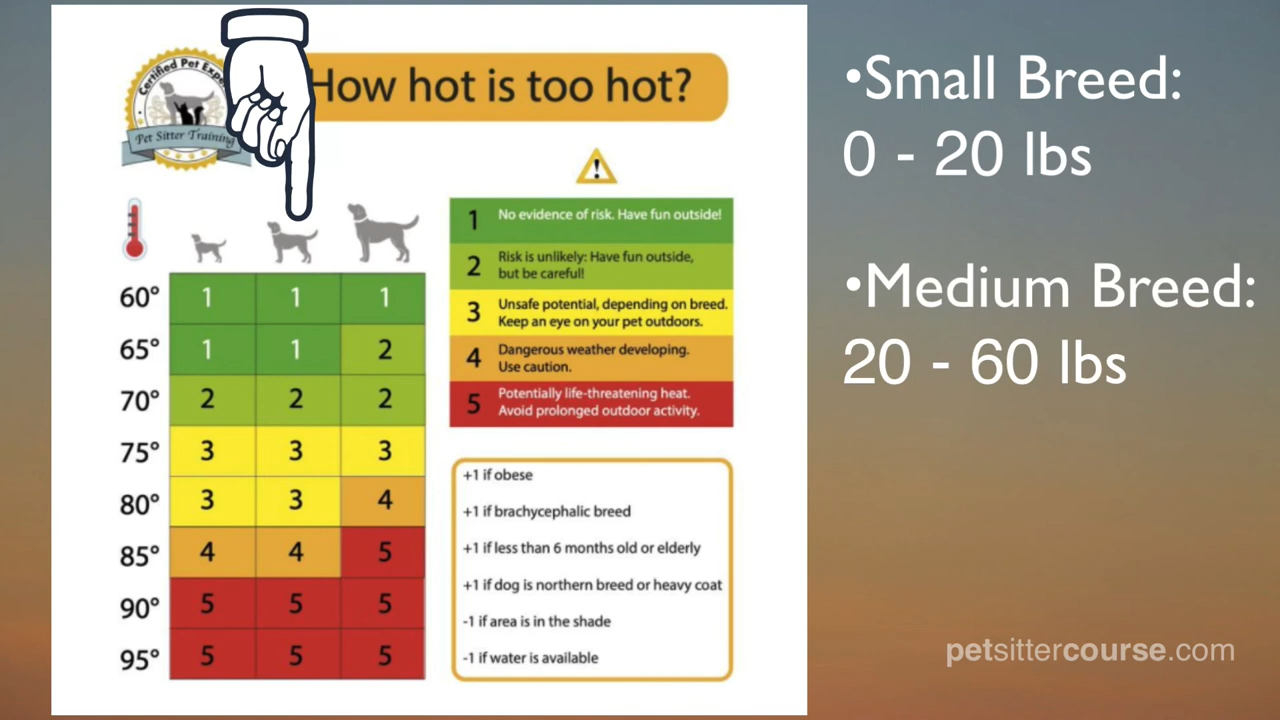 Certified Pet Expe
Pet Sitter Training
How hot is too hot?
60° 1 1 1
65° 1 1 2
70° 2 2 2
75° 3 3 3
80° 3 3 4
85° 4 4 5
90° 5 5 5
95° 5 5 5
1 No evidence of risk. Have fun outside!
2 Risk is unlikely: Have fun outside,
but be careful!
3 Unsafe potential, depending on breed.
Keep an eye on your pet outdoors.
4 Dangerous weather developing.
Use caution.
5 Potentially life-threatening heat.
Avoid prolonged outdoor activity.
+1 if obese
+1 if brachycephalic breed
+1 if less than 6 months old or elderly
+1 if dog is northern breed or heavy coat
-1 if area is in the shade
-1 if water is available
•Small Breed:
0 - 20 lbs
•Medium Breed:
20 - 60 lbs
petsittercourse.com